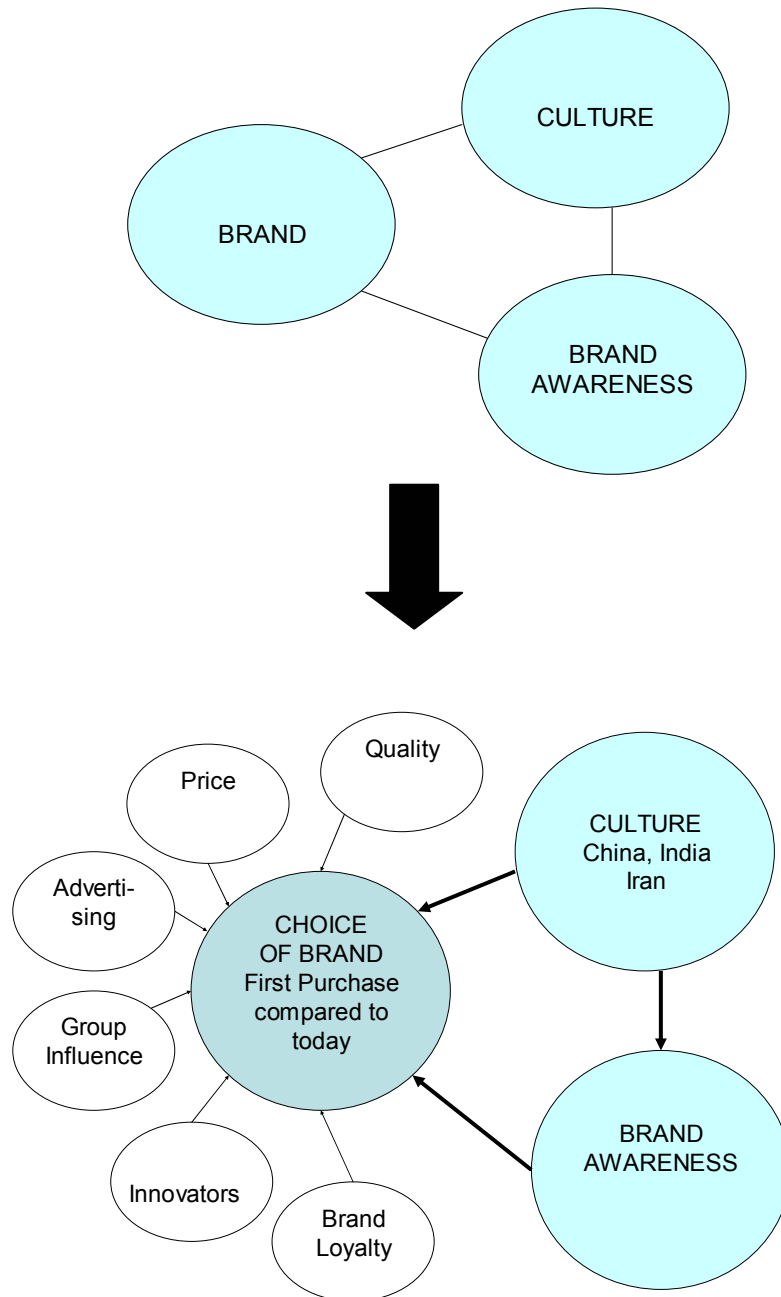 CULTURE
BRAND
BRAND
AWARENESS
Quality
Price
CULTURE
China, India
Iran
Adverti-
sing
CHOICE
OF BRAND
First Purchase
compared to
today
Group
Influence
BRAND
AWARENESS
Innovators
Brand
Loyalty